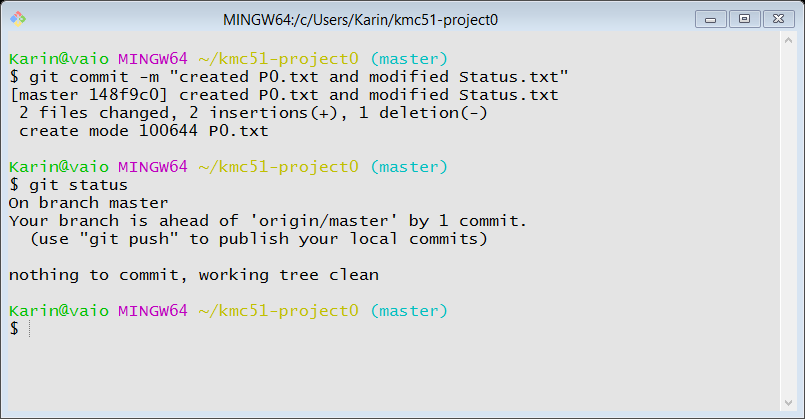 MINGW64:/c/Users/Karin/kmc51-project0
Karin@vaio MINGW64 ~/kmc51-project0 (master)
$ git commit -m "created P0.txt and modified Status.txt"
[master 148f9c0] created P0.txt and modified Status.txt
 2 files changed, 2 insertions(+), 1 deletion(-)
 create mode 100644 P0.txt
Karin@vaio MINGW64 ~/kmc51-project0 (master)
$ git status
On branch master
Your branch is ahead of 'origin/master' by 1 commit.
  (use "git push" to publish your local commits)
nothing to commit, working tree clean
Karin@vaio MINGW64 ~/kmc51-project0 (master)
$